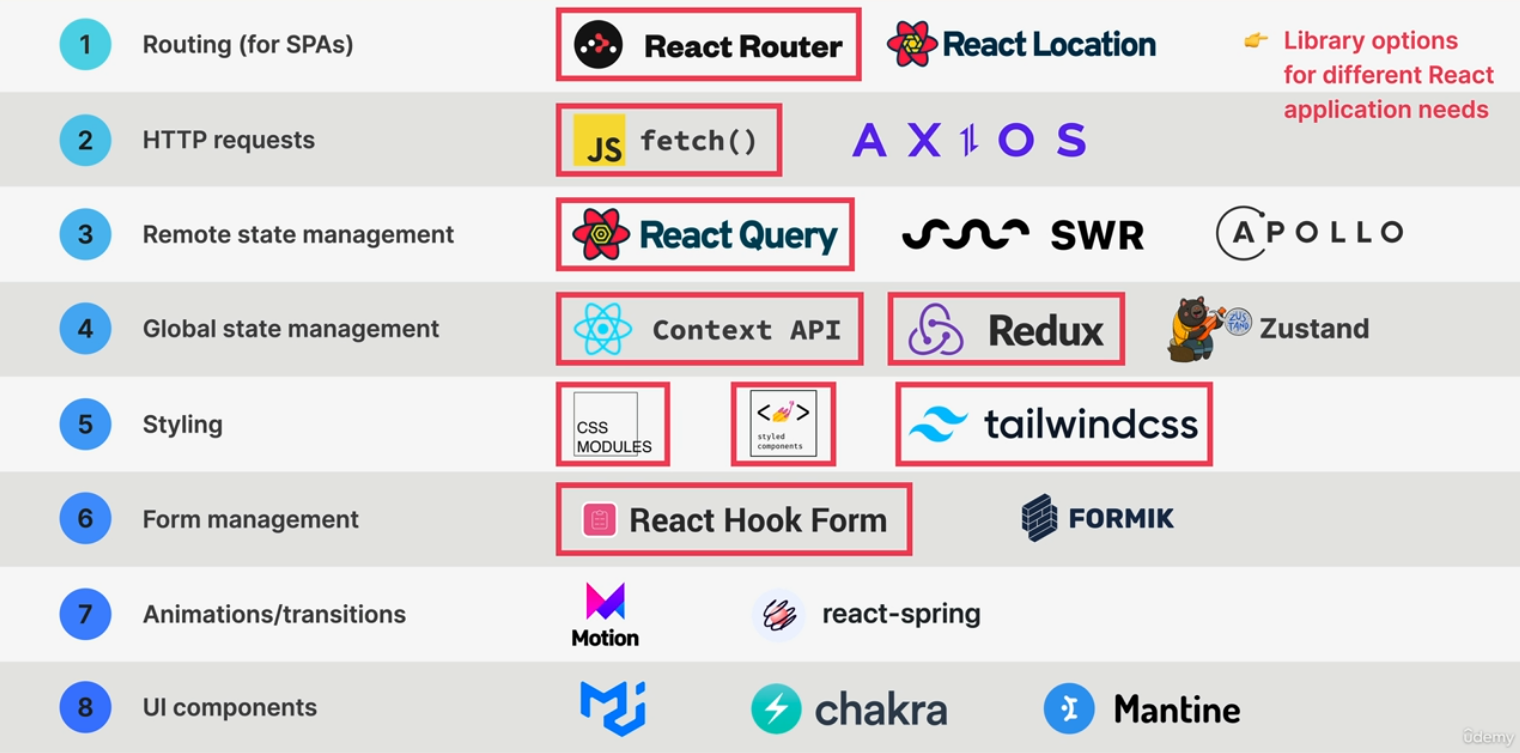 1 Routing (for SPAs) React Router React Location
👉 Library options
for different React
application needs
2 HTTP requests JS fetch() AXIOS
3 Remote state management React Query SWR APOLLO
4 Global state management Context API Redux ZUS TAND Zustand
5 Styling CSS MODULES <💅> styled components tailwindcss
6 Form management React Hook Form FORMIK
7 Animations/transitions Motion react-spring
8 UI components chakra Mantine
ûdemy